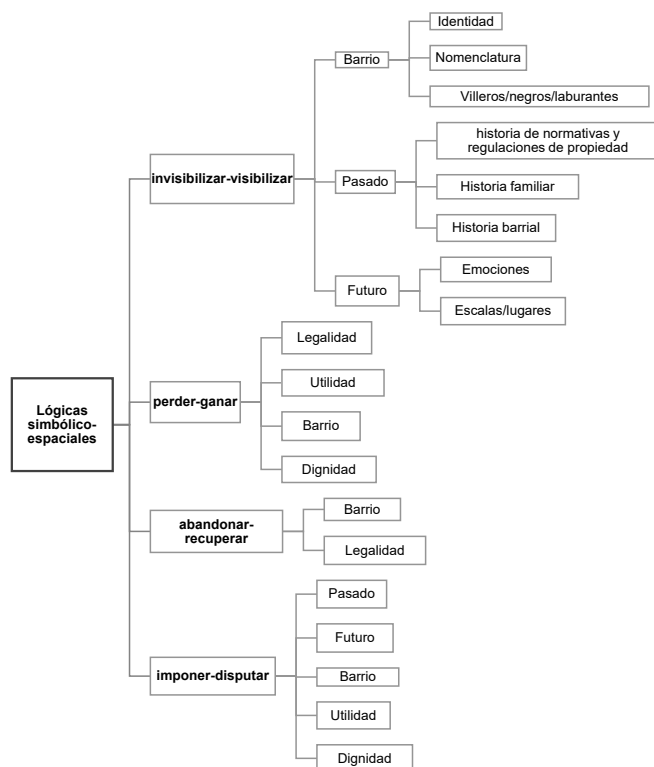 Lógicas
simbólico-
espaciales
invisibilizar-visibilizar
Barrio
Identidad
Nomenclatura
Villeros/negros/laburantes
Pasado
historia de normativas y
regulaciones de propiedad
Historia familiar
Historia barrial
Futuro
Emociones
Escalas/lugares
perder-ganar
Legalidad
Utilidad
Barrio
Dignidad
abandonar-
recuperar
Barrio
Legalidad
imponer-disputar
Pasado
Futuro
Barrio
Utilidad
Dignidad